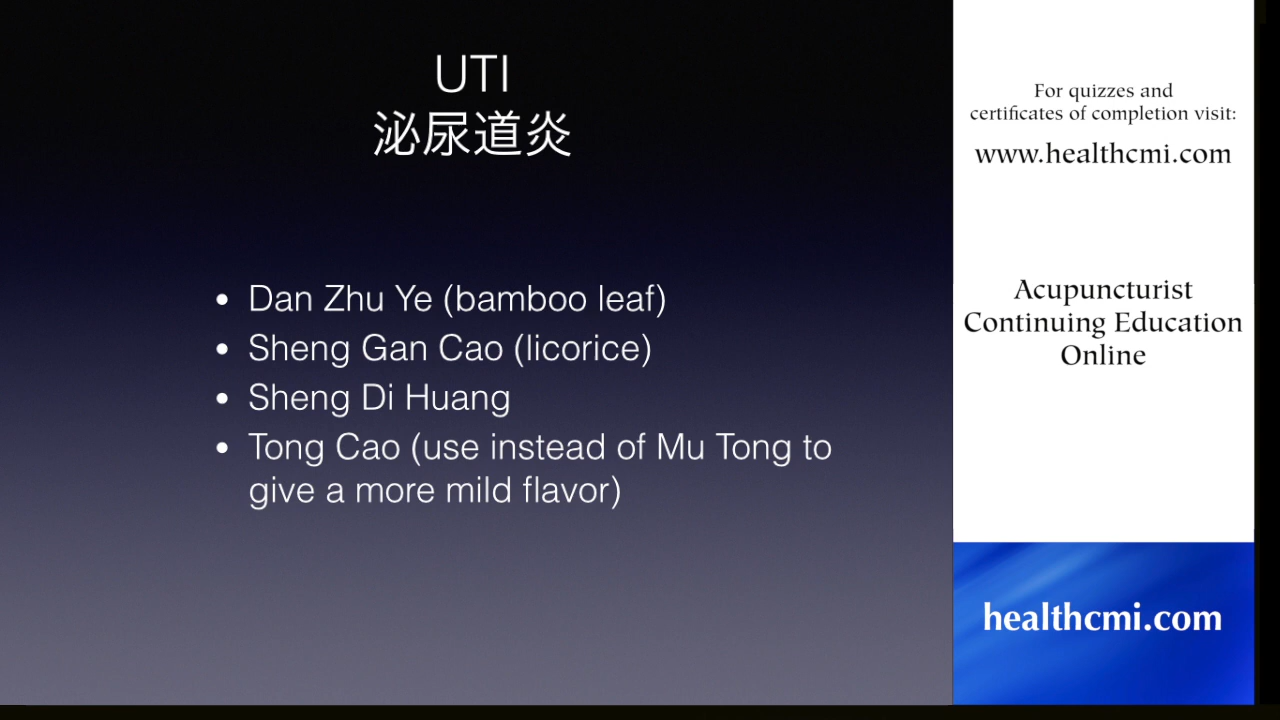 UTI
泌尿道炎
• Dan Zhu Ye (bamboo leaf)
• Sheng Gan Cao (licorice)
• Sheng Di Huang
• Tong Cao (use instead of Mu Tong to
give a more mild flavor)
For quizzes and
certificates of completion visit:
www.healthcmi.com
Acupuncturist
Continuing Education
Online
healthcmi.com